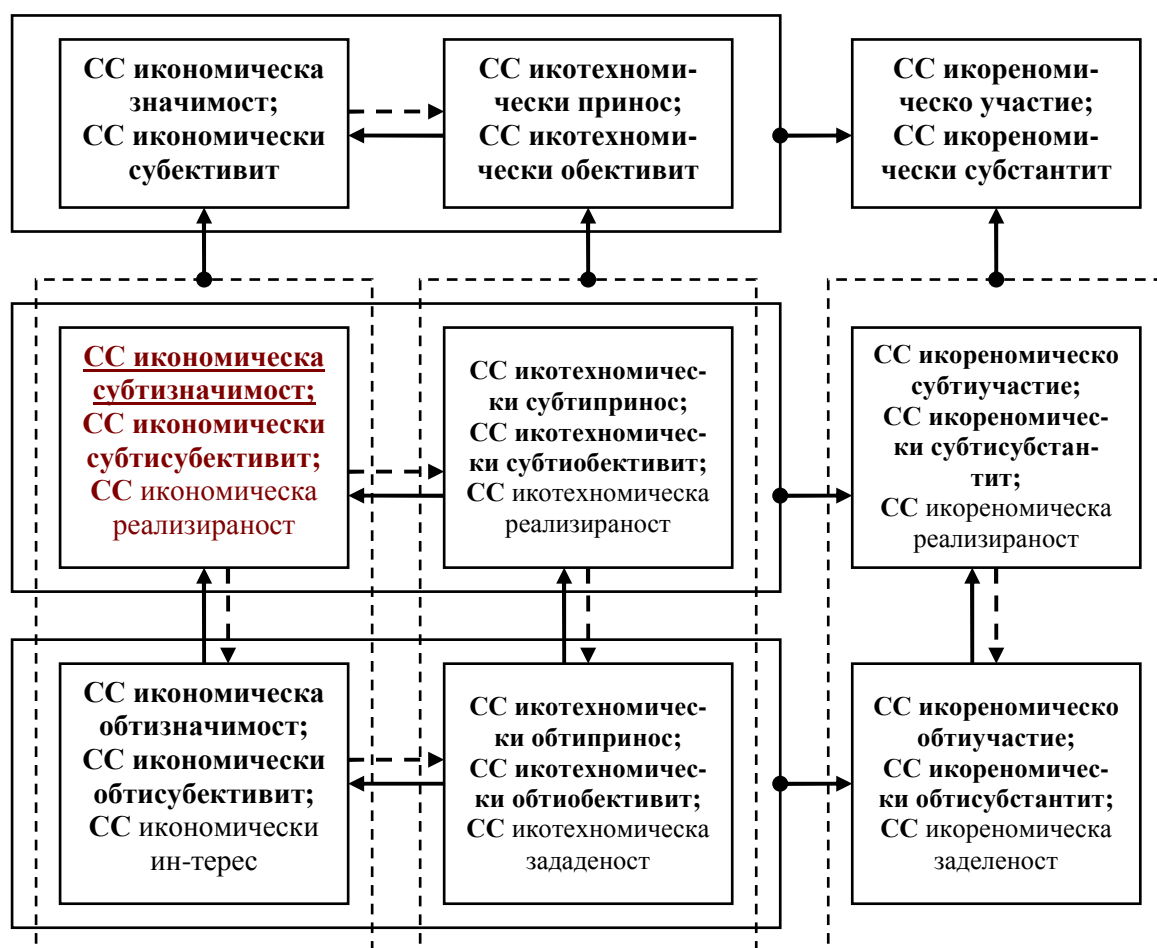 СС икономическа
значимост;
СС икономически
субективит
СС икотехноми-
чески принос;
СС икотехноми-
чески обективит
СС икореноми-
ческо участие;
СС икореноми-
чески субстантит
СС икономическа
субтизначимост;
СС икономически
субтисубективит;
СС икономическа
реализираност
СС икотехномичес-
ки субтипринос;
СС икотехномичес-
ки субтиобективит;
СС икотехномическа
реализираност
СС икореномическо
субтиучастие;
СС икореномичес-
ки субтисубстан-
тит;
СС икореномическа
реализираност
СС икономическа
обтизначимост;
СС икономически
обтисубективит;
СС икономически
ин-терес
СС икотехномичес-
ки обтипринос;
СС икотехномичес-
ки обтиобективит;
СС икотехномическа
зададеност
СС икореномическо
обтиучастие;
СС икореномичес-
ки обтисубстантит;
СС икореномическа
заделеност